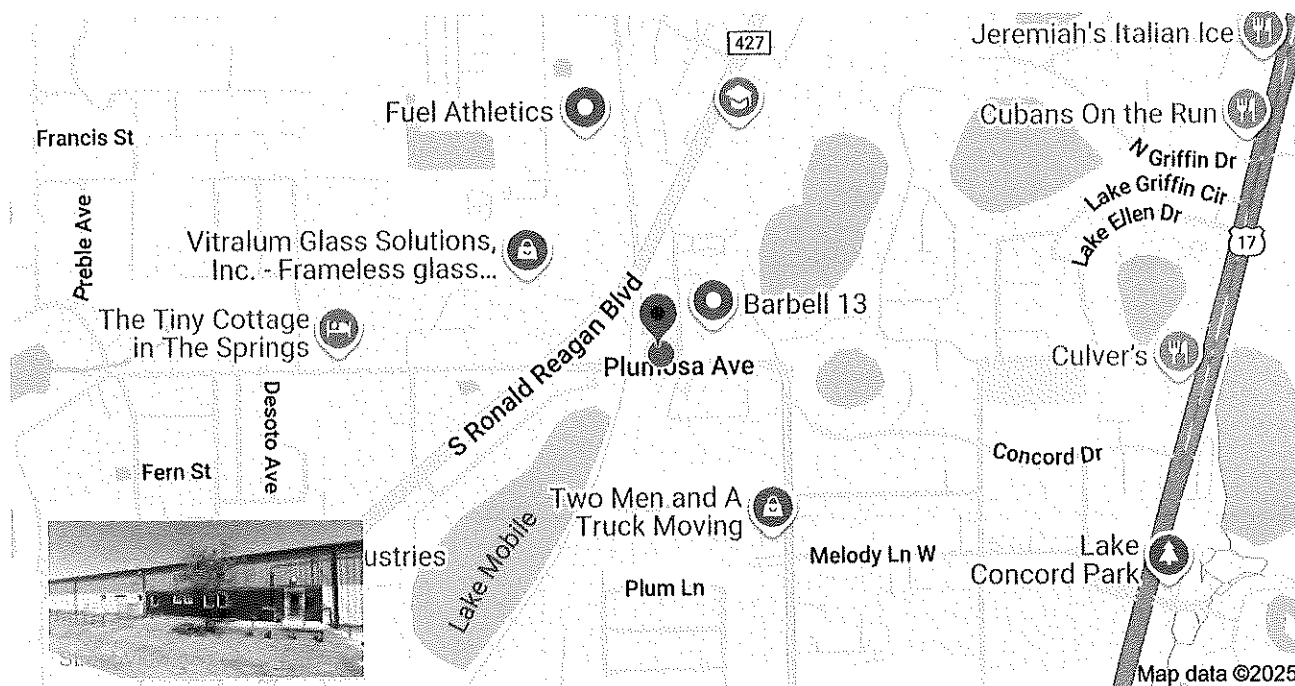 427
Jeremiah's Italian Ice
Fuel Athletics
Cubans On the Run
Francis St
N Griffin Dr
Lake Griffin Cir
Lake Ellen Dr
Preble Ave
Vitralum Glass Solutions,
Inc. - Frameless glass...
17
S Ronald Reagan Blvd
Barbell 13
The Tiny Cottage
in The Springs
Culver's
Plumosa Ave
Desoto Ave
Concord Dr
Fern St
Two Men and A
Truck Moving
Lake Mobile
ustries
Melody Ln W
Lake
Concord Park
Plum Ln
Map data ©2025